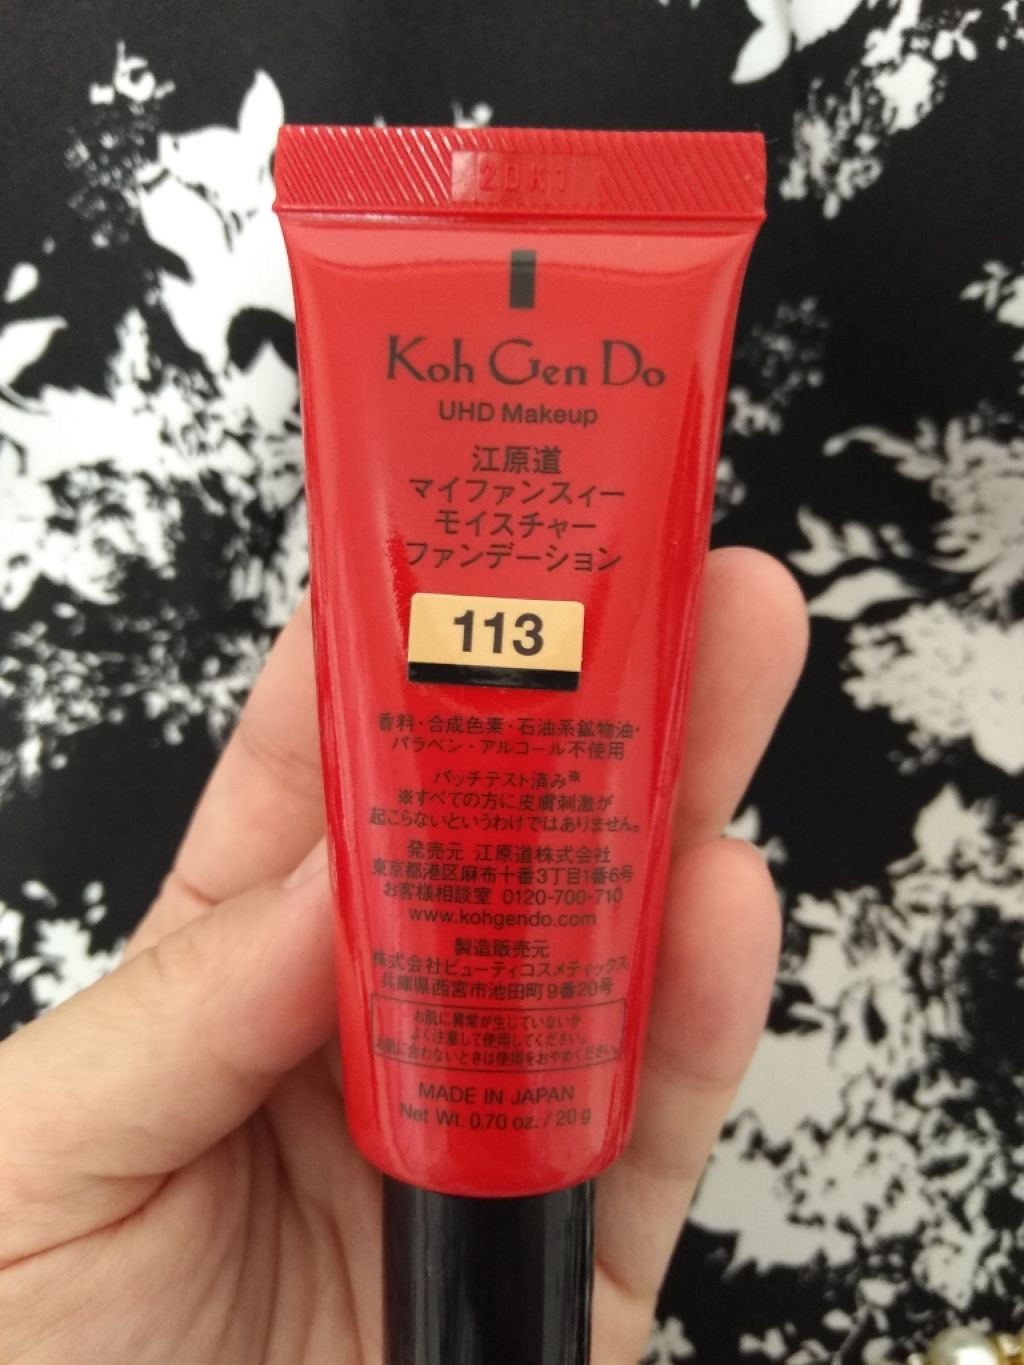 2DK1
Koh Gen Do
UHD Makeup
江原道
マイファンスィー
モイスチャー
ファンデーション
113
香料・合成色素・石油系鉱物油・
パラベン・アルコール不使用
パッチテスト済み※
※すべての方に皮膚刺激が
起こらないというわけではありません。
発売元 江原道株式会社
東京都港区麻布十番3丁目1番6号
お客様相談室 0120-700-710
www.kohgendo.com
製造販売元
株式会社ビューティコスメティックス
兵庫県西宮市池田町9番20号
お肌に異常が生じていないか
よく注意して使用してください。
お肌に合わないときは使用をおやめください。
MADE IN JAPAN
Net Wt. 0.70 oz. / 20 g